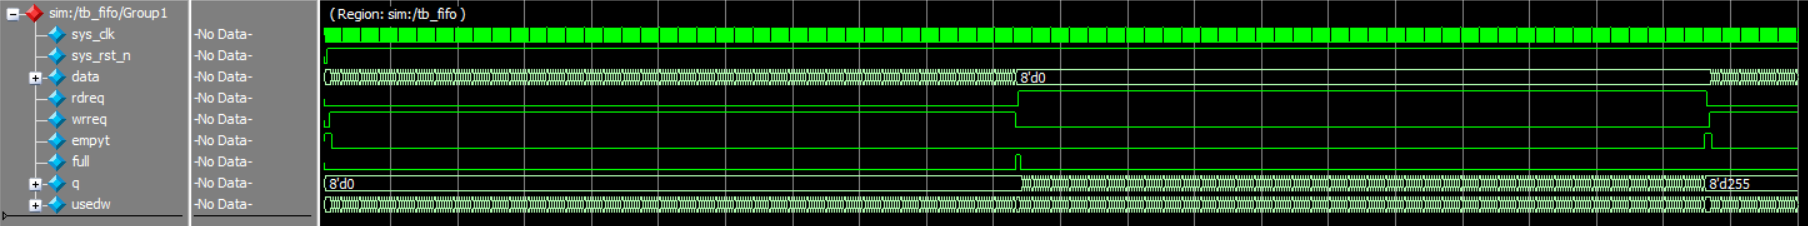 sim:/tb_fifo/Group1
(Region: sim:/tb_fifo )
sys_clk -No Data-
sys_rst_n -No Data-
data -No Data- 8'd0
rdreq -No Data-
wrreq -No Data-
empyt -No Data-
full -No Data-
q -No Data- 8'd0 8'd255
usedw -No Data-